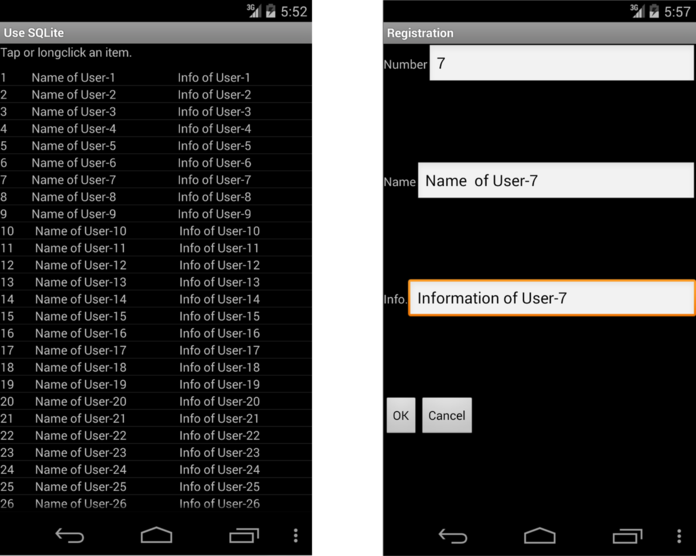 3G 5:52
Use SQLite
Tap or longclick an item.
1 Name of User-1 Info of User-1
2 Name of User-2 Info of User-2
3 Name of User-3 Info of User-3
4 Name of User-4 Info of User-4
5 Name of User-5 Info of User-5
6 Name of User-6 Info of User-6
7 Name of User-7 Info of User-7
8 Name of User-8 Info of User-8
9 Name of User-9 Info of User-9
10 Name of User-10 Info of User-10
11 Name of User-11 Info of User-11
12 Name of User-12 Info of User-12
13 Name of User-13 Info of User-13
14 Name of User-14 Info of User-14
15 Name of User-15 Info of User-15
16 Name of User-16 Info of User-16
17 Name of User-17 Info of User-17
18 Name of User-18 Info of User-18
19 Name of User-19 Info of User-19
20 Name of User-20 Info of User-20
21 Name of User-21 Info of User-21
22 Name of User-22 Info of User-22
23 Name of User-23 Info of User-23
24 Name of User-24 Info of User-24
25 Name of User-25 Info of User-25
26 Name of User-26 Info of User-26
3G 5:57
Registration
Number 7
Name Name  of User-7
Info. Information of User-7
OK Cancel